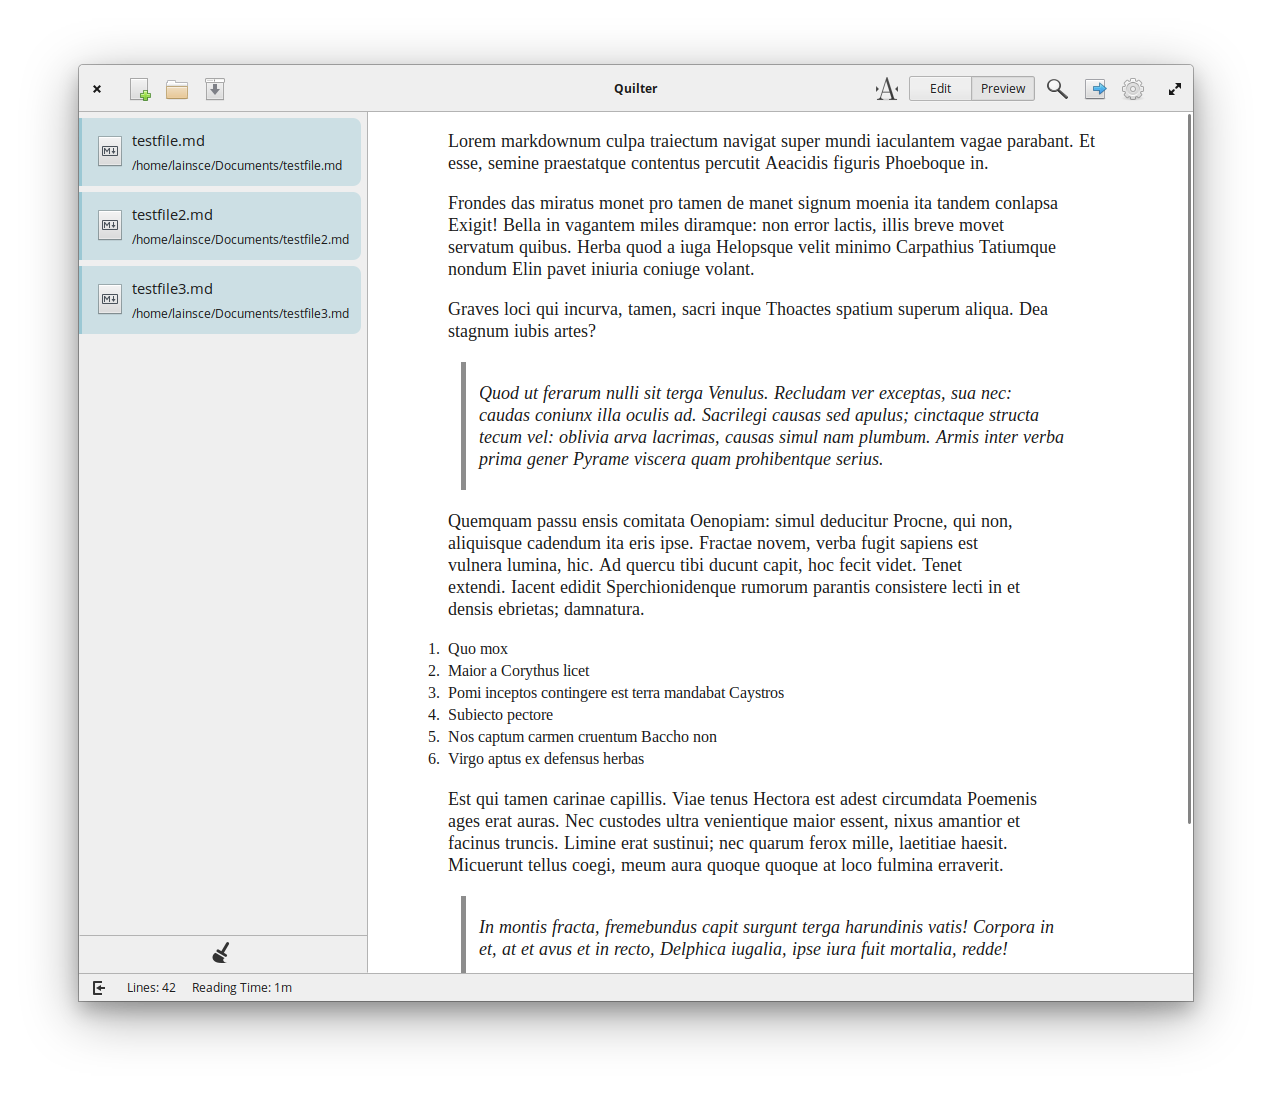 Quilter
Edit
Preview
testfile.md
/home/lainsce/Documents/testfile.md
testfile2.md
/home/lainsce/Documents/testfile2.md
testfile3.md
/home/lainsce/Documents/testfile3.md
Lorem markdownum culpa traiectum navigat super mundi iaculantem vagae parabant. Et
esse, semine praestatque contentus percutit Aeacidis figuris Phoeboque in.
Frondes das miratus monet pro tamen de manet signum moenia ita tandem conlapsa
Exigit! Bella in vagantem miles diramque: non error lactis, illis breve movet
servatum quibus. Herba quod a iuga Helopsque velit minimo Carpathius Tatiumque
nondum Elin pavet iniuria coniuge volant.
Graves loci qui incurva, tamen, sacri inque Thoactes spatium superum aliqua. Dea
stagnum iubis artes?
Quod ut ferarum nulli sit terga Venulus. Recludam ver exceptas, sua nec:
caudas coniunx illa oculis ad. Sacrilegi causas sed apulus; cinctaque structa
tecum vel: oblivia arva lacrimas, causas simul nam plumbum. Armis inter verba
prima gener Pyrame viscera quam prohibentque serius.
Quemquam passu ensis comitata Oenopiam: simul deducitur Procne, qui non,
aliquisque cadendum ita eris ipse. Fractae novem, verba fugit sapiens est
vulnera lumina, hic. Ad quercu tibi ducunt capit, hoc fecit videt. Tenet
extendi. Iacent edidit Sperchionidenque rumorum parantis consistere lecti in et
densis ebrietas; damnatura.
1. Quo mox
2. Maior a Corythus licet
3. Pomi inceptos contingere est terra mandabat Caystros
4. Subiecto pectore
5. Nos captum carmen cruentum Baccho non
6. Virgo aptus ex defensus herbas
Est qui tamen carinae capillis. Viae tenus Hectora est adest circumdata Poemenis
ages erat auras. Nec custodes ultra venientique maior essent, nixus amantior et
facinus truncis. Limine erat sustinui; nec quarum ferox mille, laetitiae haesit.
Micuerunt tellus coegi, meum aura quoque quoque at loco fulmina erraverit.
In montis fracta, fremebundus capit surgunt terga harundinis vatis! Corpora in
et, at et avus et in recto, Delphica iugalia, ipse iura fuit mortalia, redde!
Lines: 42
Reading Time: 1m